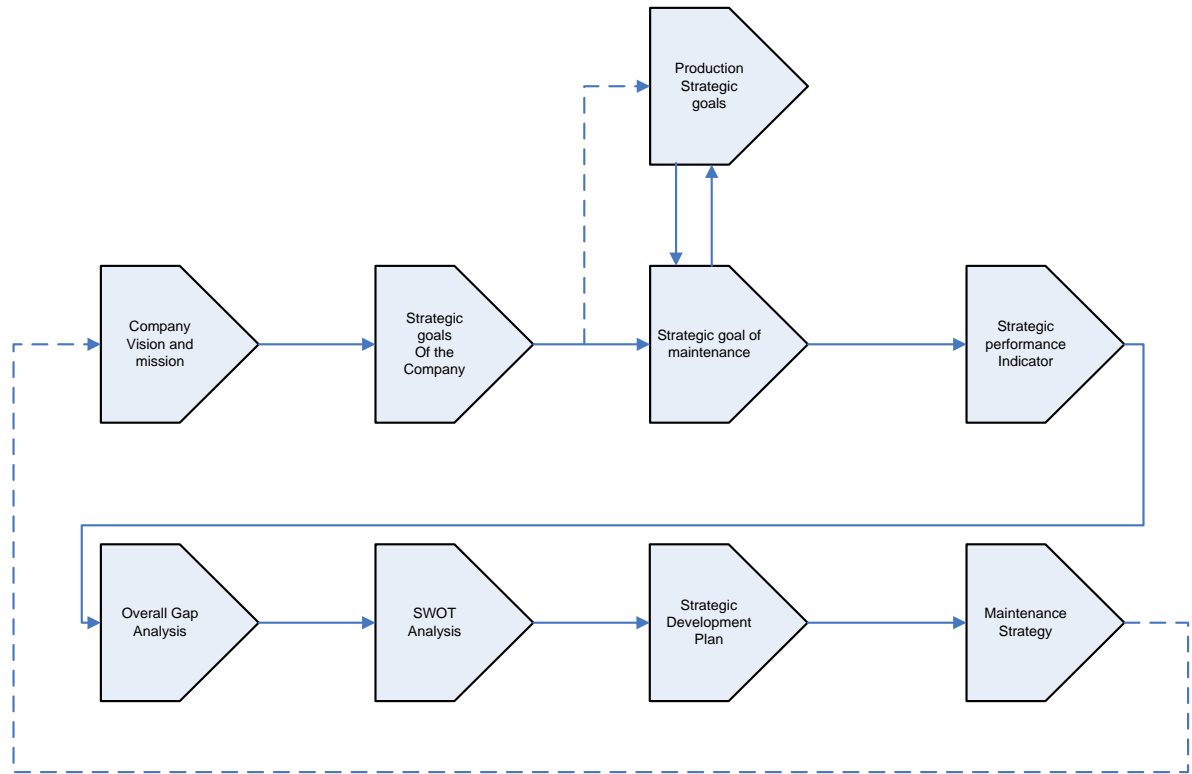 Production
Strategic
goals
Company
Vision and
mission
Strategic
goals
Of the
Company
Strategic goal of
maintenance
Strategic
performance
Indicator
Overall Gap
Analysis
SWOT
Analysis
Strategic
Development
Plan
Maintenance
Strategy